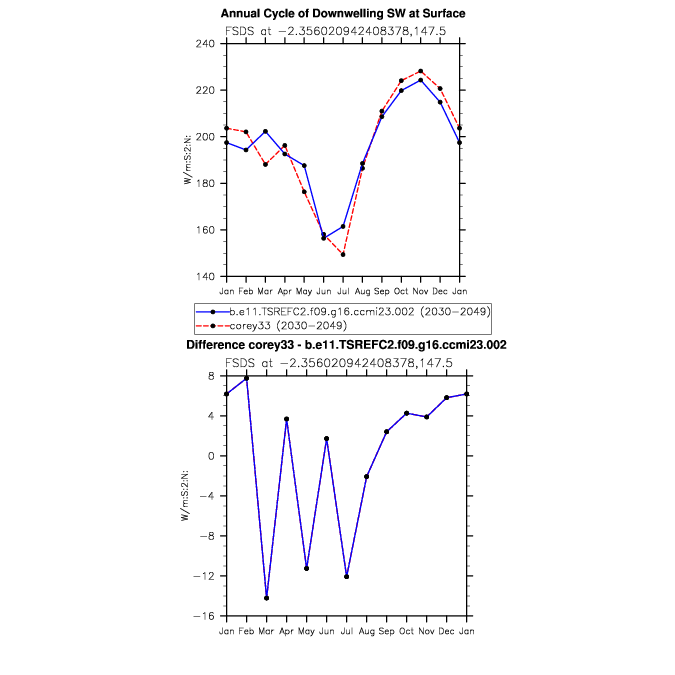 Annual Cycle of Downwelling SW at Surface
FSDS at −2.356020942408378,147.5
240
220
200
180
160
140
W/m:S:2:N:
Jan Feb Mar Apr May Jun Jul Aug Sep Oct Nov Dec Jan
b.e11.TSREFC2.f09.g16.ccmi23.002 (2030−2049)
corey33 (2030−2049)
Difference corey33 - b.e11.TSREFC2.f09.g16.ccmi23.002
FSDS at −2.356020942408378,147.5
8
4
0
−4
−8
−12
−16
W/m:S:2:N:
Jan Feb Mar Apr May Jun Jul Aug Sep Oct Nov Dec Jan